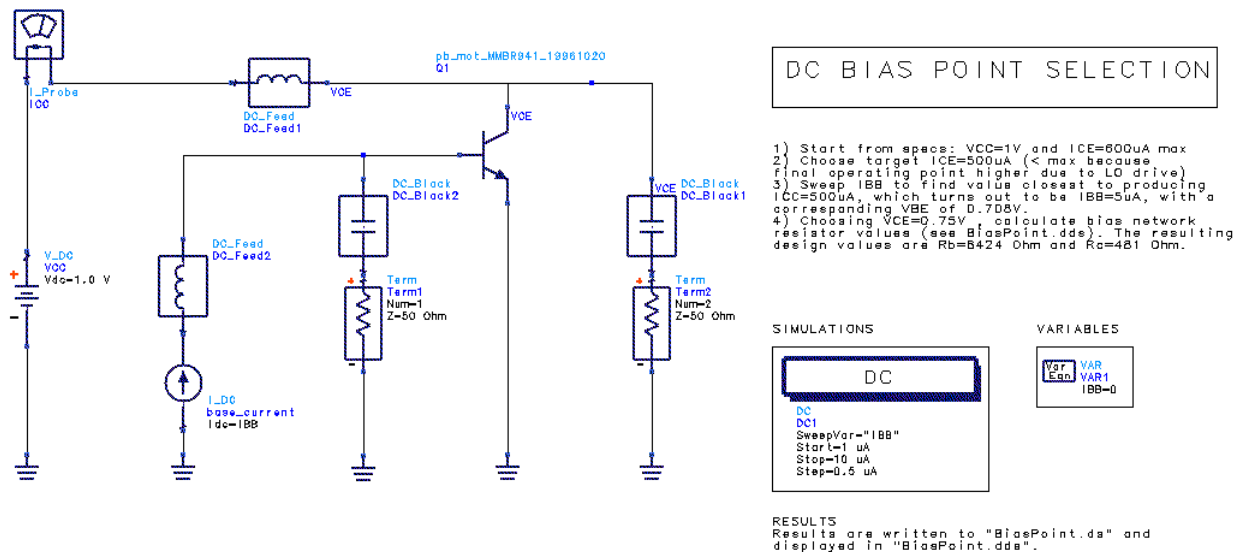 pb_mot_MMBR941_19961020
Q1
I_Probe
ICC
DC_Feed
DC_Feed1
VCE
VCE
DC_Block
DC_Block2
VCE
DC_Block
DC_Block1
DC_Feed
DC_Feed2
V_DC
VCC
Vdc=1.0 V
+
-
+
Term
Term1
Num=1
Z=50 Ohm
-
+
Term
Term2
Num=2
Z=50 Ohm
-
I_DC
base_current
Idc=IBB
DC BIAS POINT SELECTION
1) Start from specs: VCC=1V and ICE=600uA max
2) Choose target ICE=500uA (< max because
final operating point higher due to LO drive)
3) Sweep IBB to find value closest to producing
ICC=500uA, which turns out to be IBB=5uA, with a
corresponding VBE of 0.708V.
4) Choosing VCE=0.75V , calculate bias network
resistor values (see BiasPoint.dds). The resulting
design values are Rb=8424 Ohm and Rc=481 Ohm.
SIMULATIONS
DC
DC
DC1
SweepVar="IBB"
Start=1 uA
Stop=10 uA
Step=0.5 uA
VARIABLES
Var
Eqn
VAR
VAR1
IBB=0
RESULTS
Results are written to "BiasPoint.ds" and
displayed in "BiasPoint.dds".